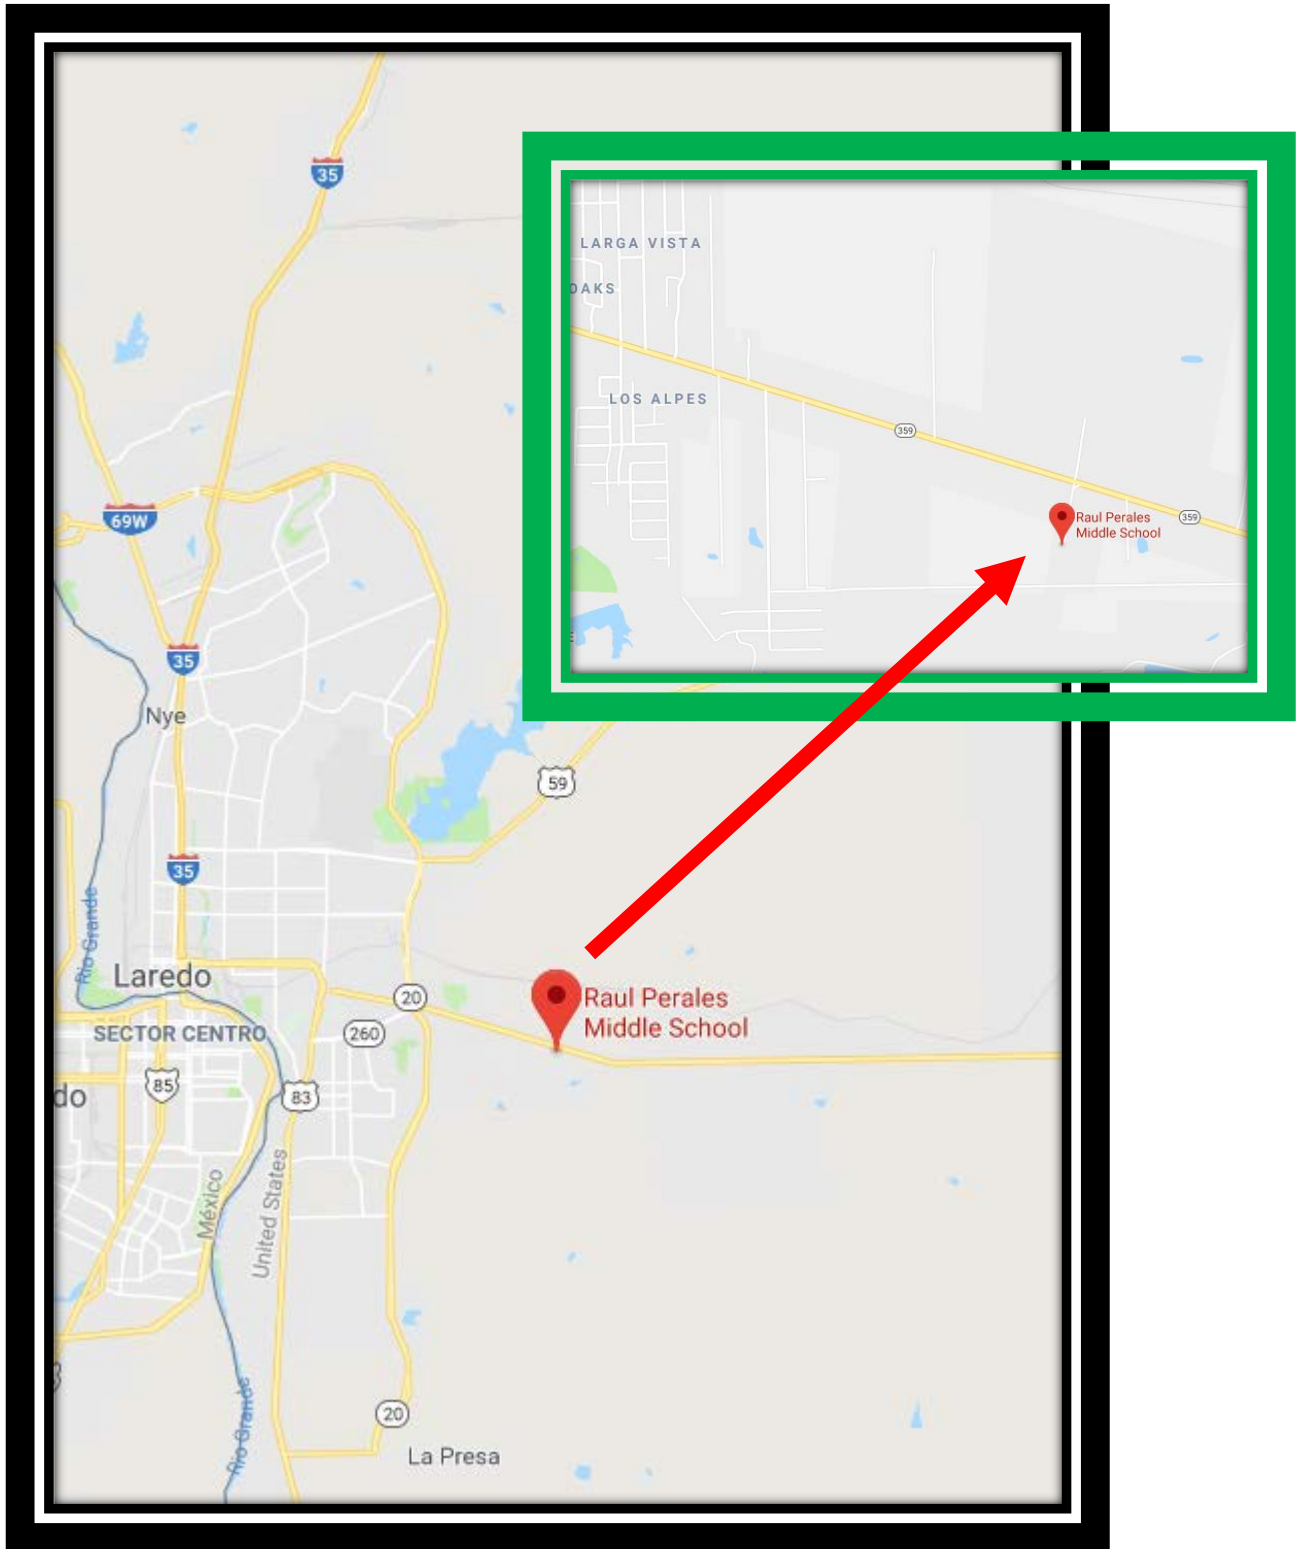 35
LARGA VISTA
OAKS
LOS ALPES
359
69W
Raul Perales
Middle School
359
35
Nye
59
35
Rio Grande
Laredo
20
Raul Perales
Middle School
SECTOR CENTRO
260
85
83
do
México
United States
20
Rio Grande
La Presa